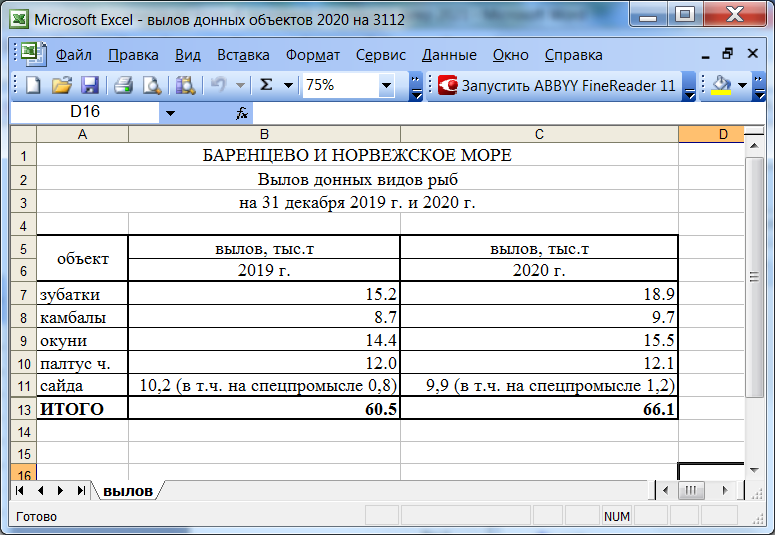 Microsoft Excel - вылов донных объектов 2020 на 3112
Файл Правка Вид Вставка Формат Сервис Данные Окно Справка
75% Запустить ABBYY FineReader 11
D16 fx
A B C D
1 БАРЕНЦЕВО И НОРВЕЖСКОЕ МОРЕ
2 Вылов донных видов рыб
3 на 31 декабря 2019 г. и 2020 г.
4
5 объект вылов, тыс.т вылов, тыс.т
6 2019 г. 2020 г.
7 зубатки 15.2 18.9
8 камбалы 8.7 9.7
9 окуни 14.4 15.5
10 палтус ч. 12.0 12.1
11 сайда 10,2 (в т.ч. на спецпромысле 0,8) 9,9 (в т.ч. на спецпромысле 1,2)
13 ИТОГО 60.5 66.1
14
15
16
вылов
Готово NUM